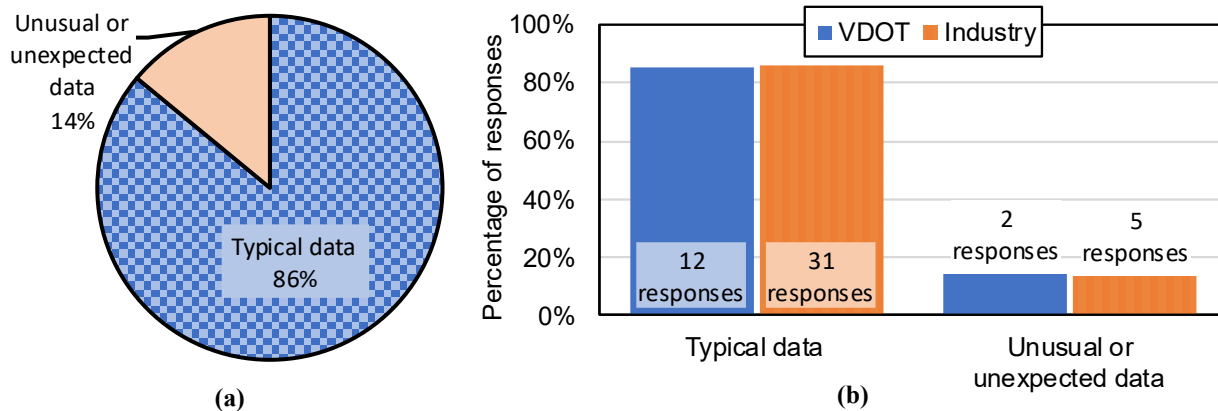 Unusual or
unexpected
data
14%
Typical data
86%
(a)
Percentage of responses
100%
80%
60%
40%
20%
0%
VDOT Industry
12
responses
31
responses
2
responses
5
responses
Typical data
Unusual or
unexpected data
(b)